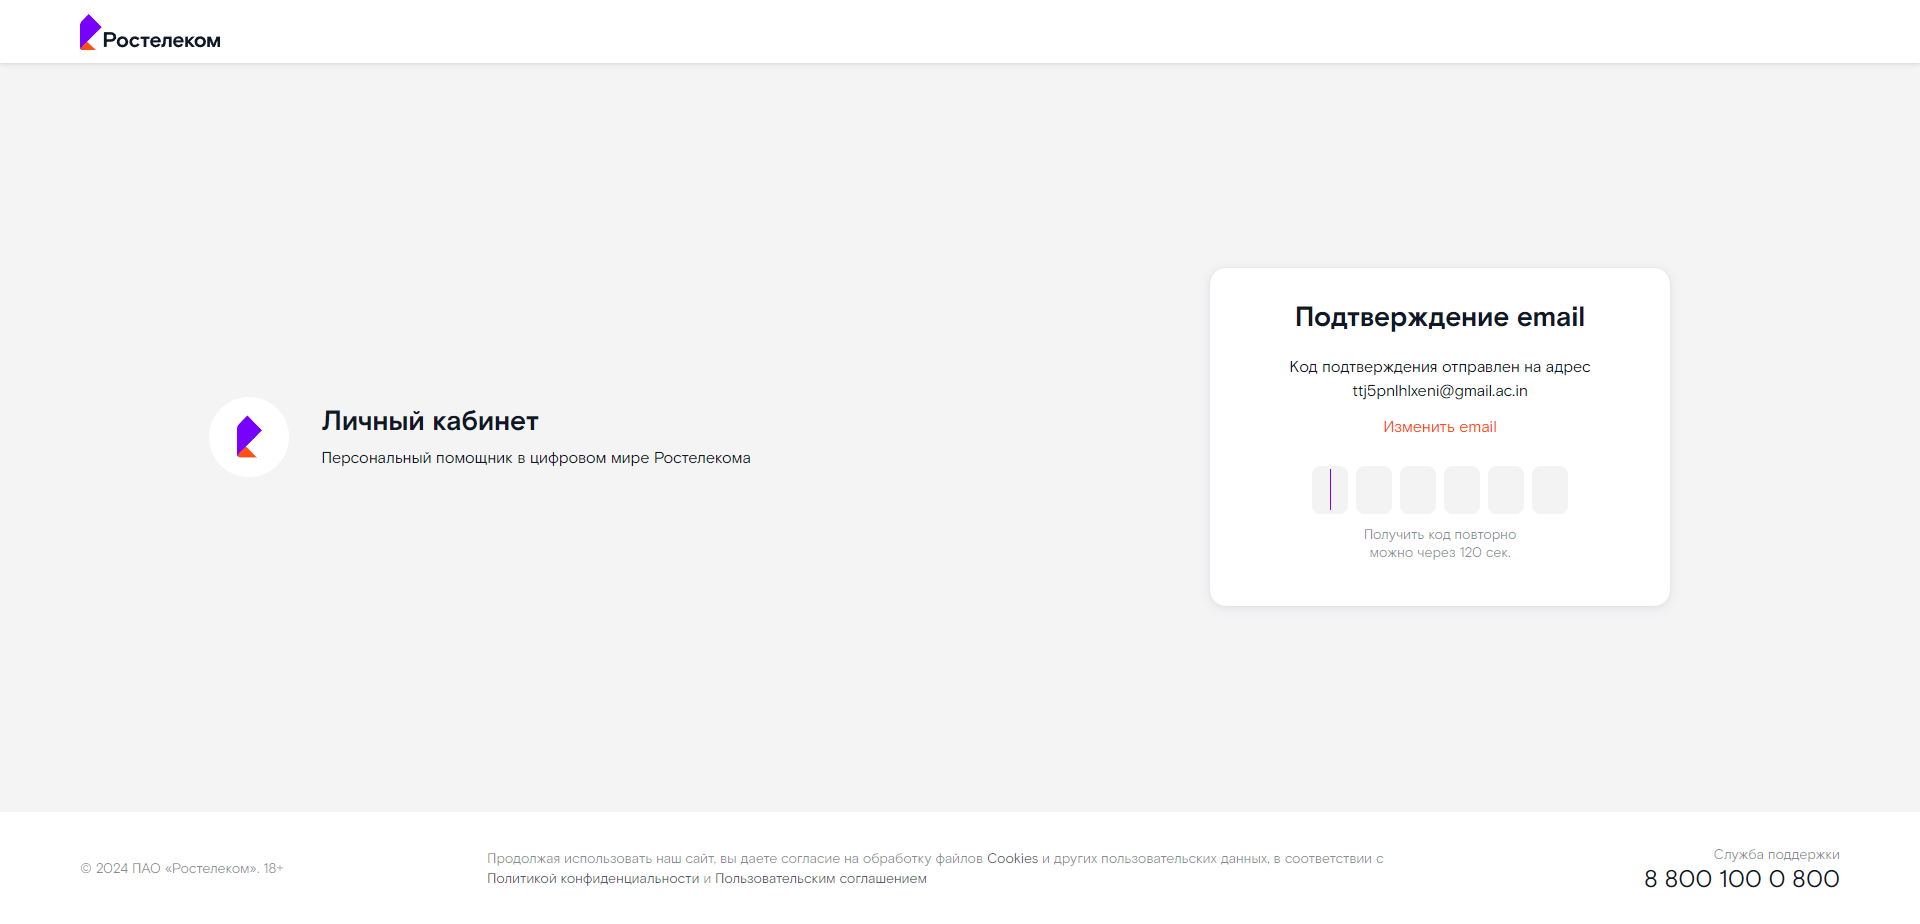 Ростелеком
Личный кабинет
Персональный помощник в цифровом мире Ростелекома
Подтверждение email
Код подтверждения отправлен на адрес
ttj5pnlhlxeni@gmail.ac.in
Изменить email
Получить код повторно
можно через 120 сек.
© 2024 ПАО «Ростелеком». 18+
Продолжая использовать наш сайт, вы даете согласие на обработку файлов Cookies и других пользовательских данных, в соответствии с
Политикой конфиденциальности и Пользовательским соглашением
Служба поддержки
8 800 100 0 800